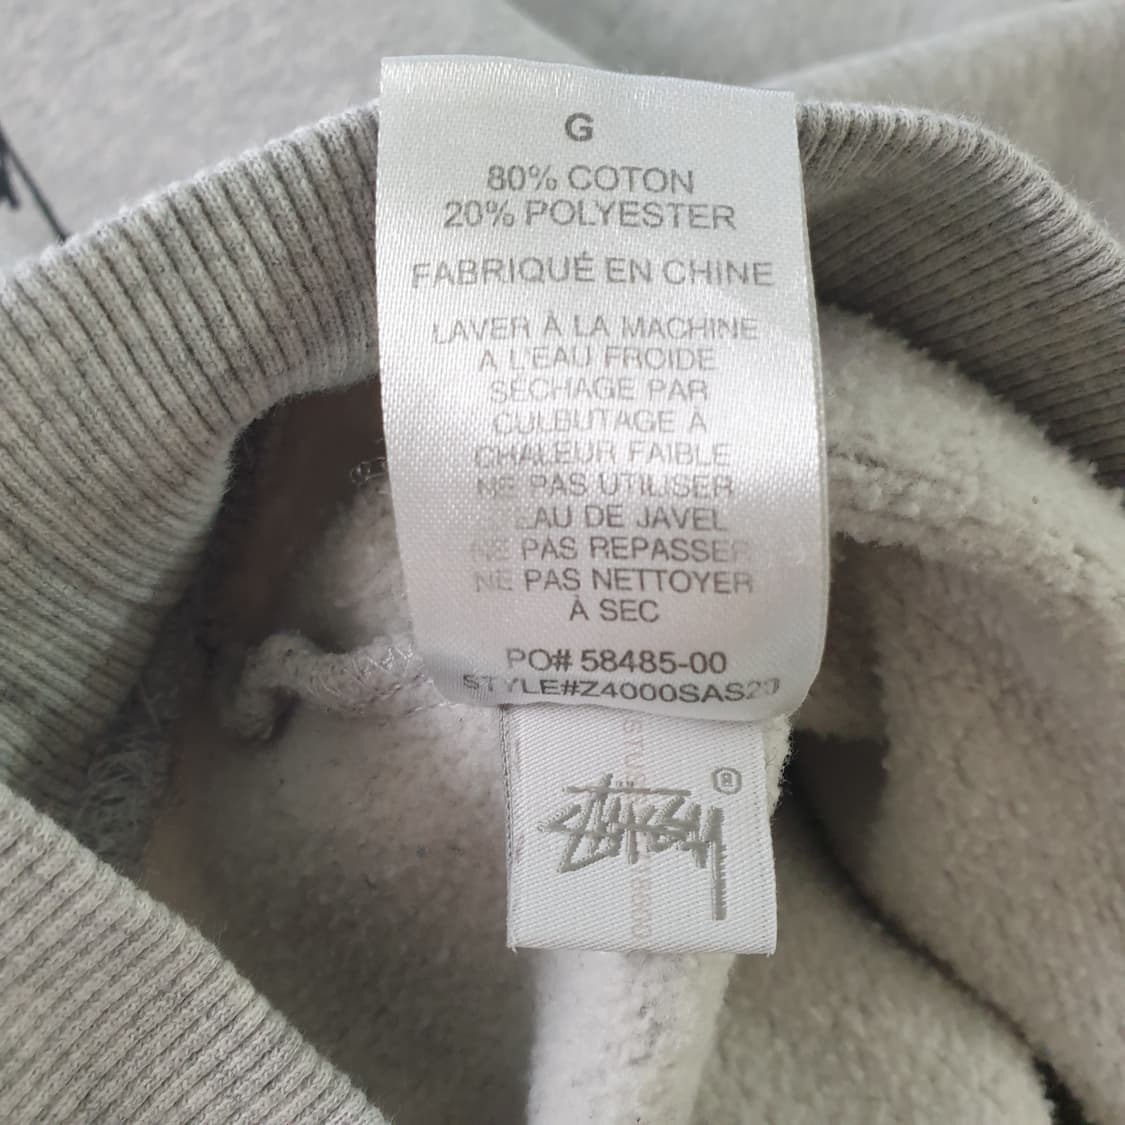 G
80% COTON
20% POLYESTER
FABRIQUÉ EN CHINE
LAVER À LA MACHINE
A L'EAU FROIDE
SÉCHAGE PAR
CULBUTAGE À
CHALEUR FAIBLE
NE PAS UTILISER
EAU DE JAVEL
NE PAS REPASSER
NE PAS NETTOYER
À SEC
PO# 58485-00
STYLE#Z4000SAS20
STÜSSY ®